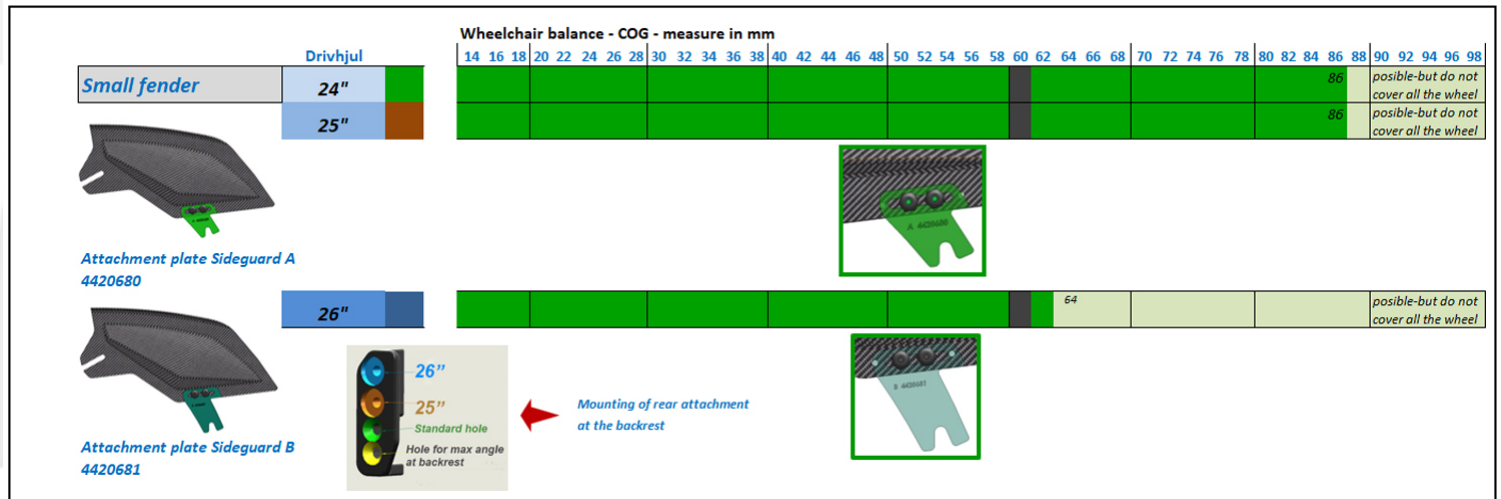 Wheelchair balance - COG - measure in mm
Drivhjul
14 16 18 20 22 24 26 28 30 32 34 36 38 40 42 44 46 48 50 52 54 56 58 60 62 64 66 68 70 72 74 76 78 80 82 84 86 88 90 92 94 96 98
Small fender
24"
86
posible-but do not
cover all the wheel
25"
86
posible-but do not
cover all the wheel
A 4420680
Attachment plate Sideguard A
4420680
26"
64
posible-but do not
cover all the wheel
B 4420681
26”
25”
Standard hole
Hole for max angle
at backrest
Mounting of rear attachment
at the backrest
Attachment plate Sideguard B
4420681